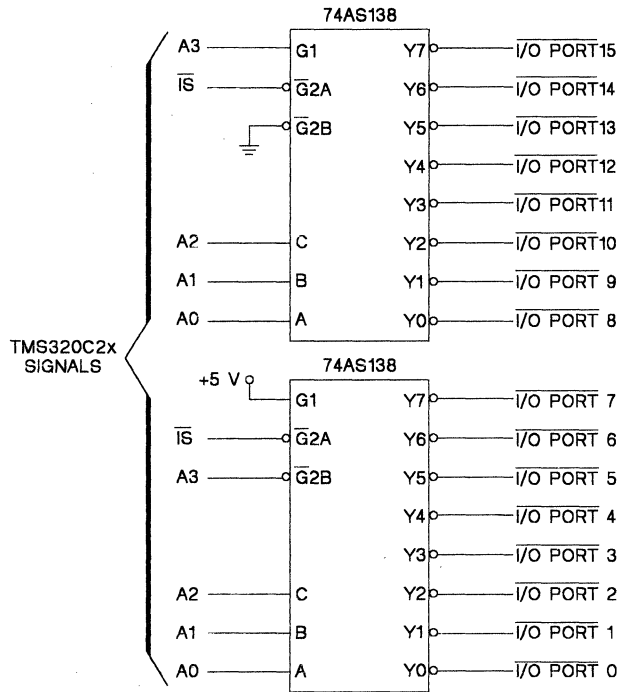 74AS138
A3 G1 Y7 I/O PORT15
IS G2A Y6 I/O PORT14
G2B Y5 I/O PORT13
Y4 I/O PORT12
Y3 I/O PORT11
A2 C Y2 I/O PORT10
A1 B Y1 I/O PORT 9
A0 A Y0 I/O PORT 8
TMS320C2x
SIGNALS
74AS138
+5 V G1 Y7 I/O PORT 7
IS G2A Y6 I/O PORT 6
A3 G2B Y5 I/O PORT 5
Y4 I/O PORT 4
Y3 I/O PORT 3
A2 C Y2 I/O PORT 2
A1 B Y1 I/O PORT 1
A0 A Y0 I/O PORT 0